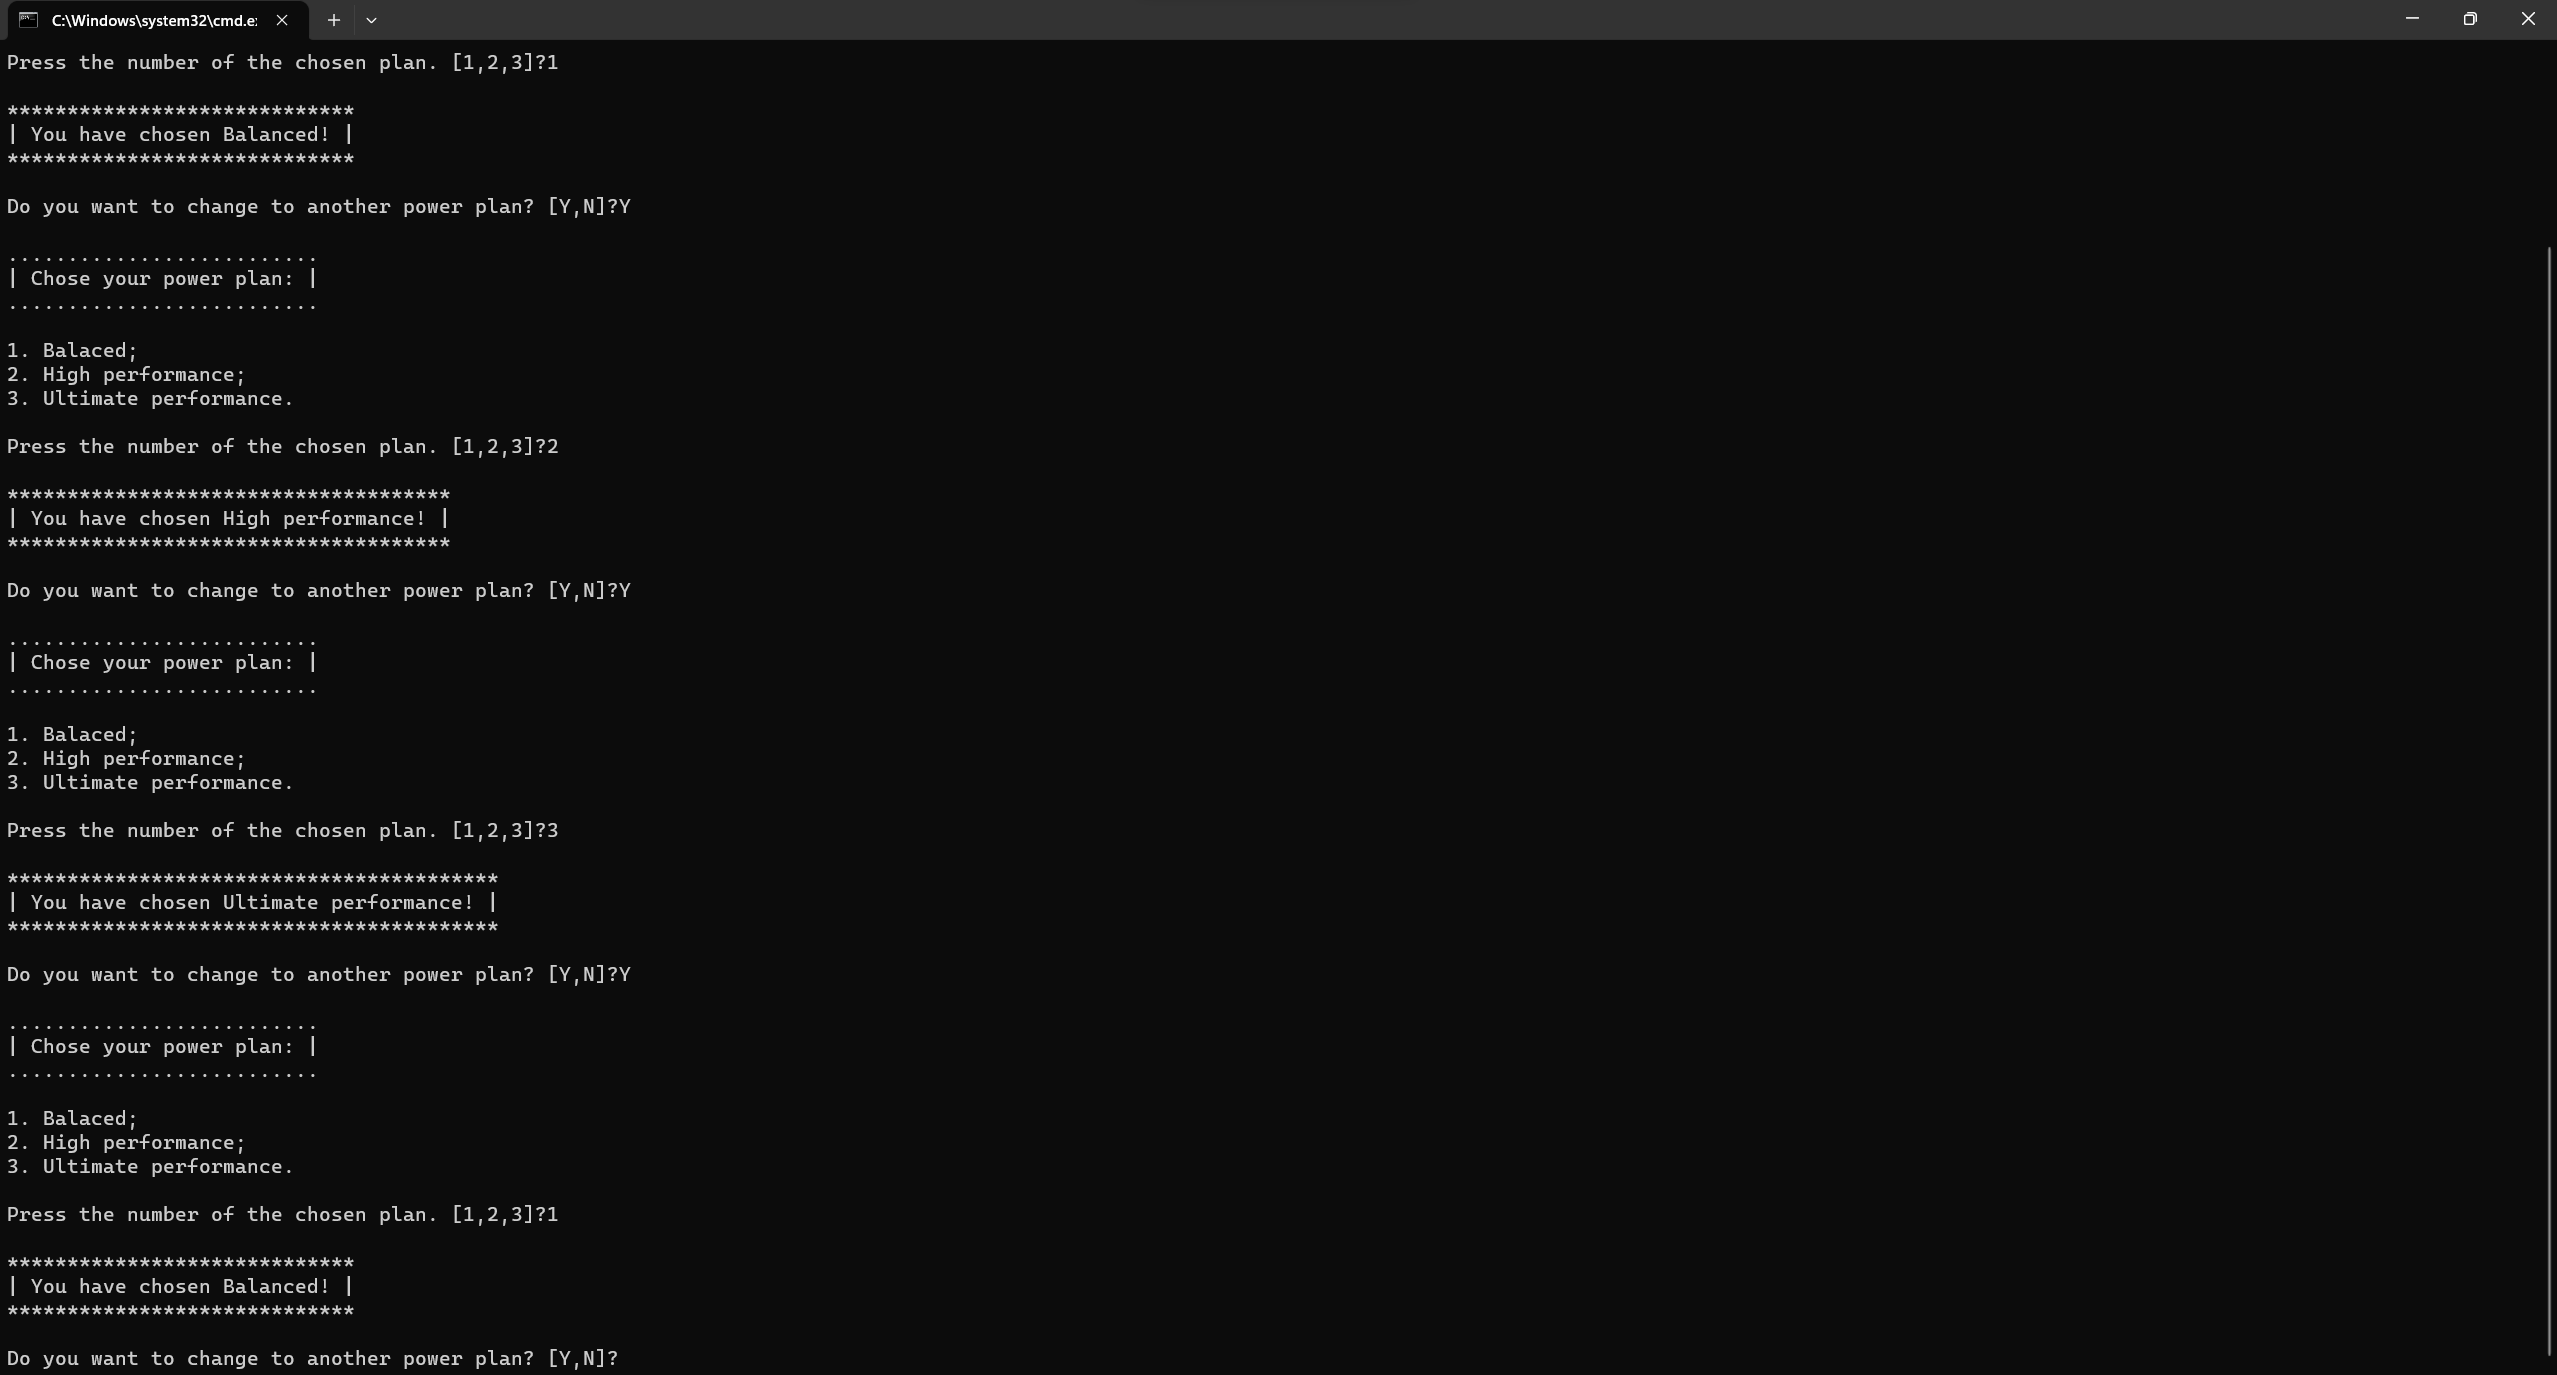 C:\Windows\system32\cmd.e
Press the number of the chosen plan. [1,2,3]?1
*****************************
| You have chosen Balanced! |
*****************************
Do you want to change to another power plan? [Y,N]?Y
..........................
| Chose your power plan: |
..........................
1. Balaced;
2. High performance;
3. Ultimate performance.
Press the number of the chosen plan. [1,2,3]?2
*************************************
| You have chosen High performance! |
*************************************
Do you want to change to another power plan? [Y,N]?Y
..........................
| Chose your power plan: |
..........................
1. Balaced;
2. High performance;
3. Ultimate performance.
Press the number of the chosen plan. [1,2,3]?3
*****************************************
| You have chosen Ultimate performance! |
*****************************************
Do you want to change to another power plan? [Y,N]?Y
..........................
| Chose your power plan: |
..........................
1. Balaced;
2. High performance;
3. Ultimate performance.
Press the number of the chosen plan. [1,2,3]?1
*****************************
| You have chosen Balanced! |
*****************************
Do you want to change to another power plan? [Y,N]?